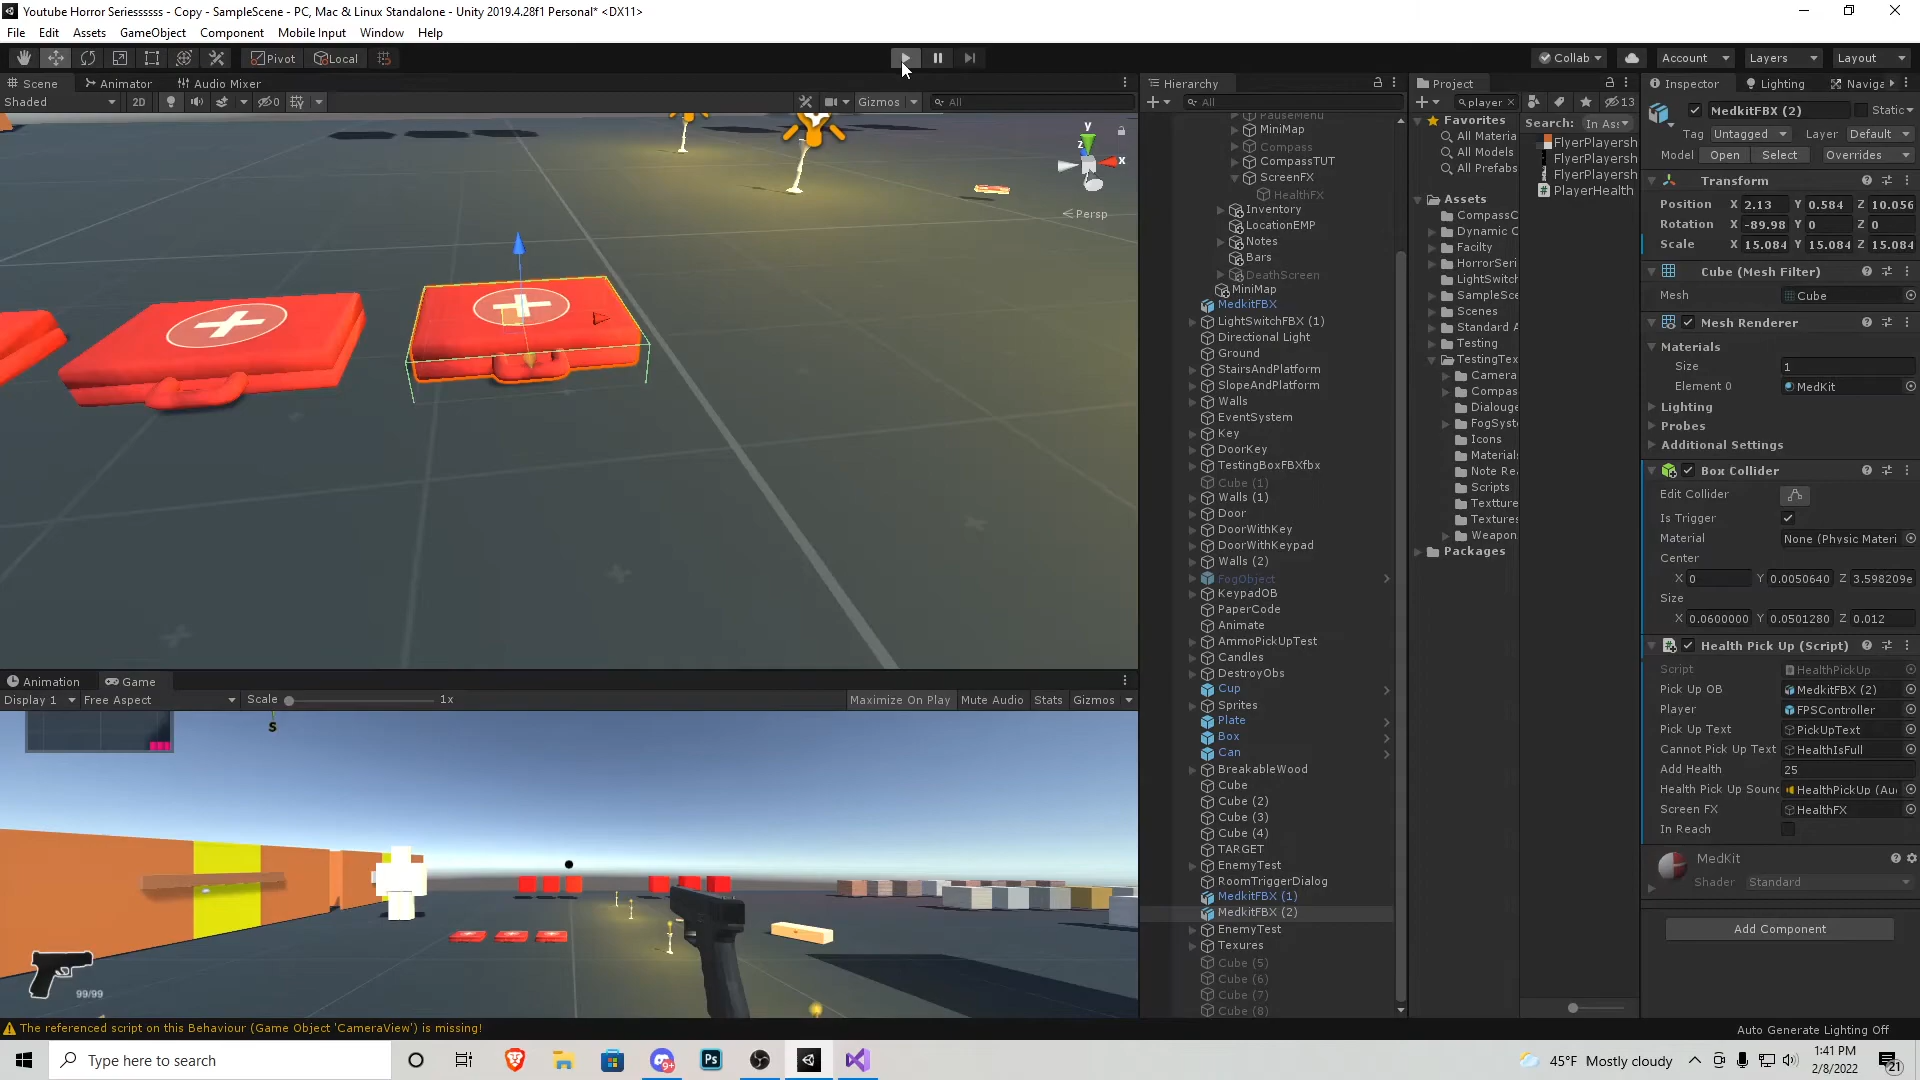 Youtube Horror Seriesssss - Copy - SampleScene - PC, Mac & Linux Standalone - Unity 2019.4.28f1 Personal* <DX11>
File Edit Assets GameObject Component Mobile Input Window Help
Pivot Local Collab Account Layers Layout
Scene Animator Audio Mixer
Shaded 2D 0 Gizmos All
y
z
x
Persp
Animation Game
Display 1 Free Aspect Scale 1x Maximize On Play Mute Audio Stats Gizmos
S
99/99
Hierarchy
All
PauseMenu
MiniMap
Compass
CompassTUT
ScreenFX
HealthFX
Inventory
LocationEMP
Notes
Bars
DeathScreen
MiniMap
MedkitFBX
LightSwitchFBX (1)
Directional Light
Ground
StairsAndPlatform
SlopeAndPlatform
Walls
EventSystem
Key
DoorKey
TestingBoxFBXfbx
Cube (1)
Walls (1)
Door
DoorWithKey
DoorWithKeypad
Walls (2)
FogObject
KeypadOB
PaperCode
Animate
AmmoPickUpTest
Candles
DestroyObs
Cup
Sprites
Plate
Box
Can
BreakableWood
Cube
Cube (2)
Cube (3)
Cube (4)
TARGET
EnemyTest
RoomTriggerDialog
MedkitFBX (1)
MedkitFBX (2)
EnemyTest
Texures
Cube (5)
Cube (6)
Cube (7)
Cube (8)
Project
player 13
Favorites
All Materia
All Models
All Prefabs
Assets
CompassC
Dynamic C
Facilty
HorrorSeri
LightSwitch
SampleSce
Scenes
Standard A
Testing
TestingTex
Camera
Compas
Dialouge
FogSyst
Icons
Material
Note Re
Scripts
Textture
Textures
Weapon
Packages
Search: In Ass
FlyerPlayersh
FlyerPlayersh
FlyerPlayersh
PlayerHealth
Inspector Lighting Naviga
MedkitFBX (2) Static
Tag Untagged Layer Default
Model Open Select Overrides
Transform
Position X 2.13 Y 0.584 Z 10.056
Rotation X -89.98 Y 0 Z 0
Scale X 15.084 Y 15.084 Z 15.084
Cube (Mesh Filter)
Mesh Cube
Mesh Renderer
Materials
Size 1
Element 0 MedKit
Lighting
Probes
Additional Settings
Box Collider
Edit Collider
Is Trigger
Material None (Physic Materi
Center
X 0 Y 0.0050640 Z 3.598209e
Size
X 0.0600000 Y 0.0501280 Z 0.012
Health Pick Up (Script)
Script HealthPickUp
Pick Up OB MedkitFBX (2)
Player FPSController
Pick Up Text PickUpText
Cannot Pick Up Text HealthIsFull
Add Health 25
Health Pick Up Sound HealthPickUp (Au
Screen FX HealthFX
In Reach
MedKit
Shader Standard
Add Component
The referenced script on this Behaviour (Game Object 'CameraView') is missing!
Auto Generate Lighting Off
Type here to search
9+
Ps
45°F Mostly cloudy
1:41 PM
2/8/2022
21